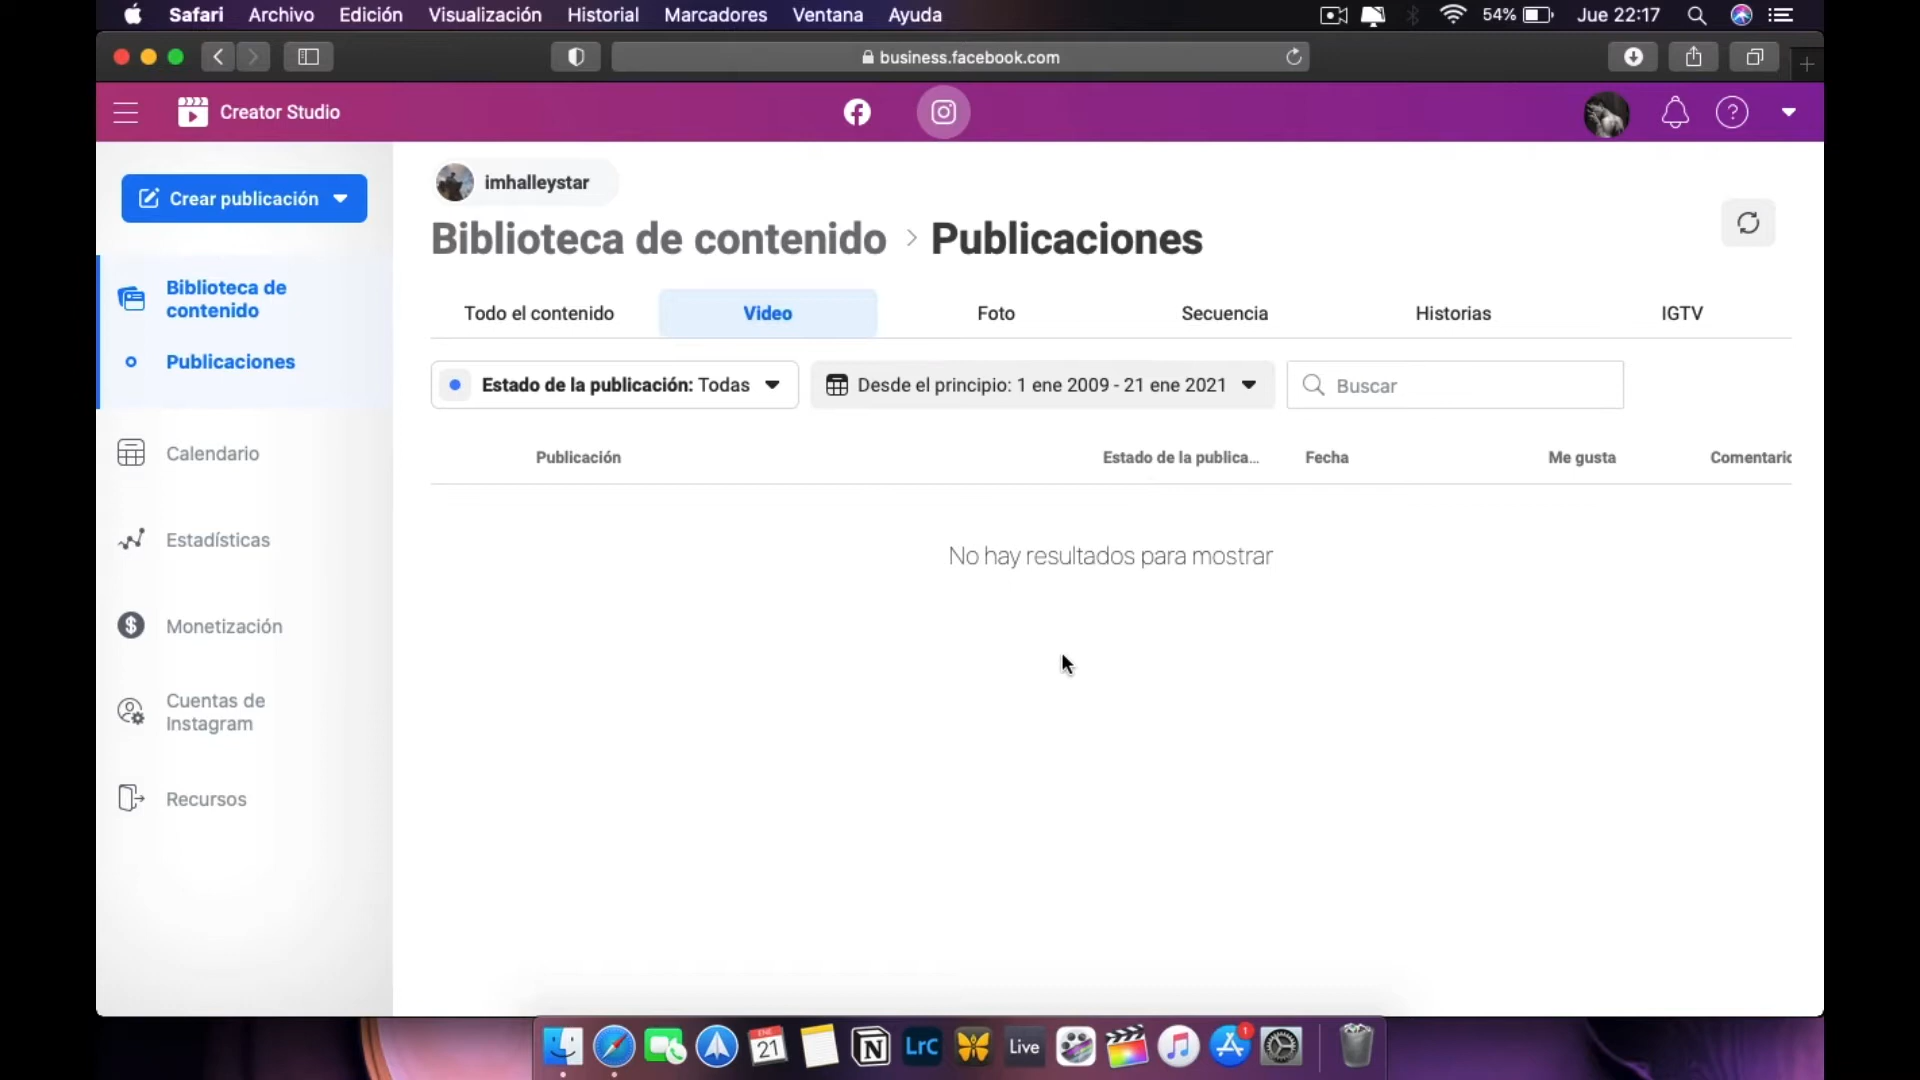 Safari Archivo Edición Visualización Historial Marcadores Ventana Ayuda 54% Jue 22:17
business.facebook.com
Creator Studio
imhalleystar
Crear publicación
Biblioteca de contenido > Publicaciones
Biblioteca de
contenido
Publicaciones
Calendario
Estadísticas
Monetización
Cuentas de
Instagram
Recursos
Todo el contenido Video Foto Secuencia Historias IGTV
Estado de la publicación: Todas Desde el principio: 1 ene 2009 - 21 ene 2021 Buscar
Publicación Estado de la publica... Fecha Me gusta Comentaric
No hay resultados para mostrar
ENE
21 LrC Live 1